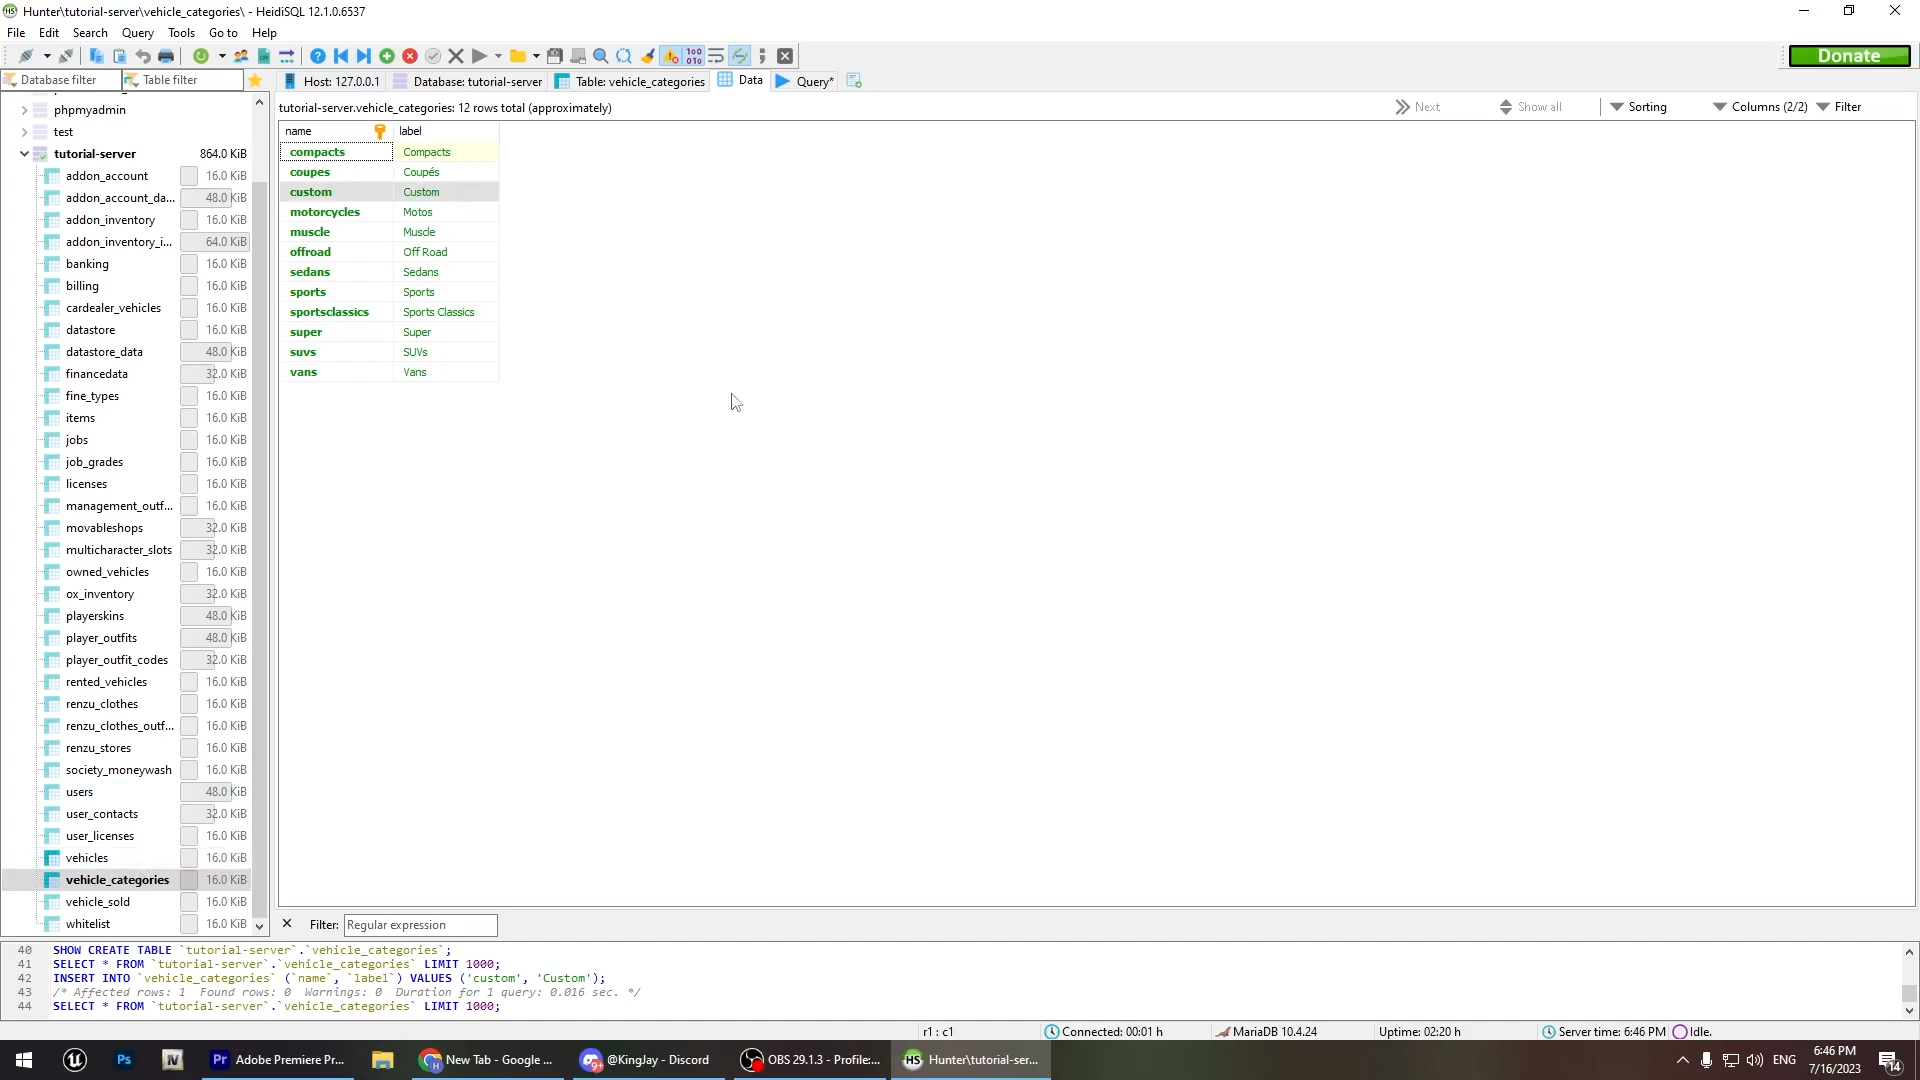 Hunter\tutorial-server\vehicle_categories\ - HeidiSQL 12.1.0.6537
File Edit Search Query Tools Go to Help
Donate
Database filter Table filter
Host: 127.0.0.1 Database: tutorial-server Table: vehicle_categories Data Query*
tutorial-server.vehicle_categories: 12 rows total (approximately)
Next Show all Sorting Columns (2/2) Filter
phpmyadmin
test
tutorial-server 864.0 KiB
addon_account 16.0 KiB
addon_account_da... 48.0 KiB
addon_inventory 16.0 KiB
addon_inventory_i... 64.0 KiB
banking 16.0 KiB
billing 16.0 KiB
cardealer_vehicles 16.0 KiB
datastore 16.0 KiB
datastore_data 48.0 KiB
financedata 32.0 KiB
fine_types 16.0 KiB
items 16.0 KiB
jobs 16.0 KiB
job_grades 16.0 KiB
licenses 16.0 KiB
management_outf... 16.0 KiB
movableshops 32.0 KiB
multicharacter_slots 32.0 KiB
owned_vehicles 16.0 KiB
ox_inventory 32.0 KiB
playerskins 48.0 KiB
player_outfits 48.0 KiB
player_outfit_codes 32.0 KiB
rented_vehicles 16.0 KiB
renzu_clothes 16.0 KiB
renzu_clothes_outf... 16.0 KiB
renzu_stores 16.0 KiB
society_moneywash 16.0 KiB
users 48.0 KiB
user_contacts 32.0 KiB
user_licenses 16.0 KiB
vehicles 16.0 KiB
vehicle_categories 16.0 KiB
vehicle_sold 16.0 KiB
whitelist 16.0 KiB
name label
compacts Compacts
coupes Coupés
custom Custom
motorcycles Motos
muscle Muscle
offroad Off Road
sedans Sedans
sports Sports
sportsclassics Sports Classics
super Super
suvs SUVs
vans Vans
Filter: Regular expression
40 SHOW CREATE TABLE `tutorial-server`.`vehicle_categories`;
41 SELECT * FROM `tutorial-server`.`vehicle_categories` LIMIT 1000;
42 INSERT INTO `vehicle_categories` (`name`, `label`) VALUES ('custom', 'Custom');
43 /* Affected rows: 1 Found rows: 0 Warnings: 0 Duration for 1 query: 0.016 sec. */
44 SELECT * FROM `tutorial-server`.`vehicle_categories` LIMIT 1000;
r1 : c1 Connected: 00:01 h MariaDB 10.4.24 Uptime: 02:20 h Server time: 6:46 PM Idle.
Adobe Premiere Pr... New Tab - Google ... @KingJay - Discord OBS 29.1.3 - Profile:... Hunter\tutorial-ser... ENG 6:46 PM
7/16/2023
14